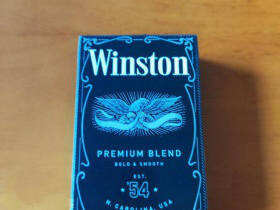 Winston
PREMIUM BLEND
BOLD & SMOOTH
EST.
'54
N. CAROLINA, USA